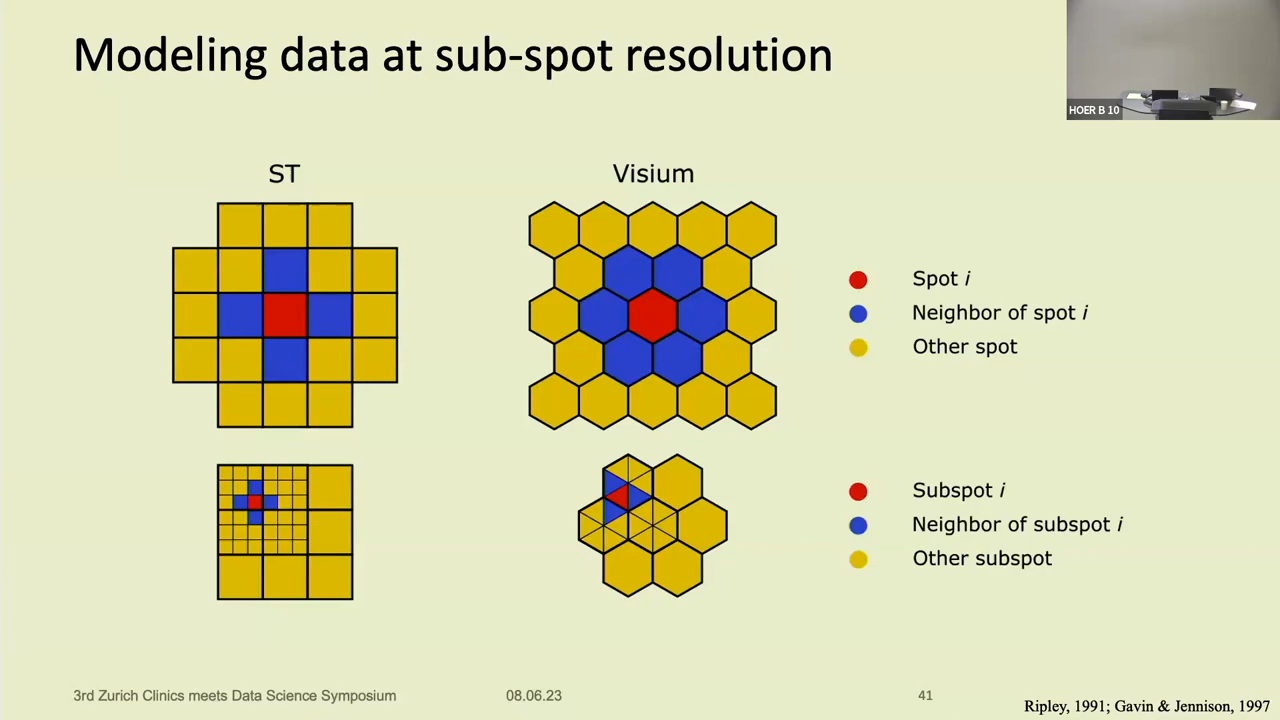 Modeling data at sub-spot resolution
HOER B 10
ST
Visium
Spot i
Neighbor of spot i
Other spot
Subspot i
Neighbor of subspot i
Other subspot
3rd Zurich Clinics meets Data Science Symposium
08.06.23
41
Ripley, 1991; Gavin & Jennison, 1997